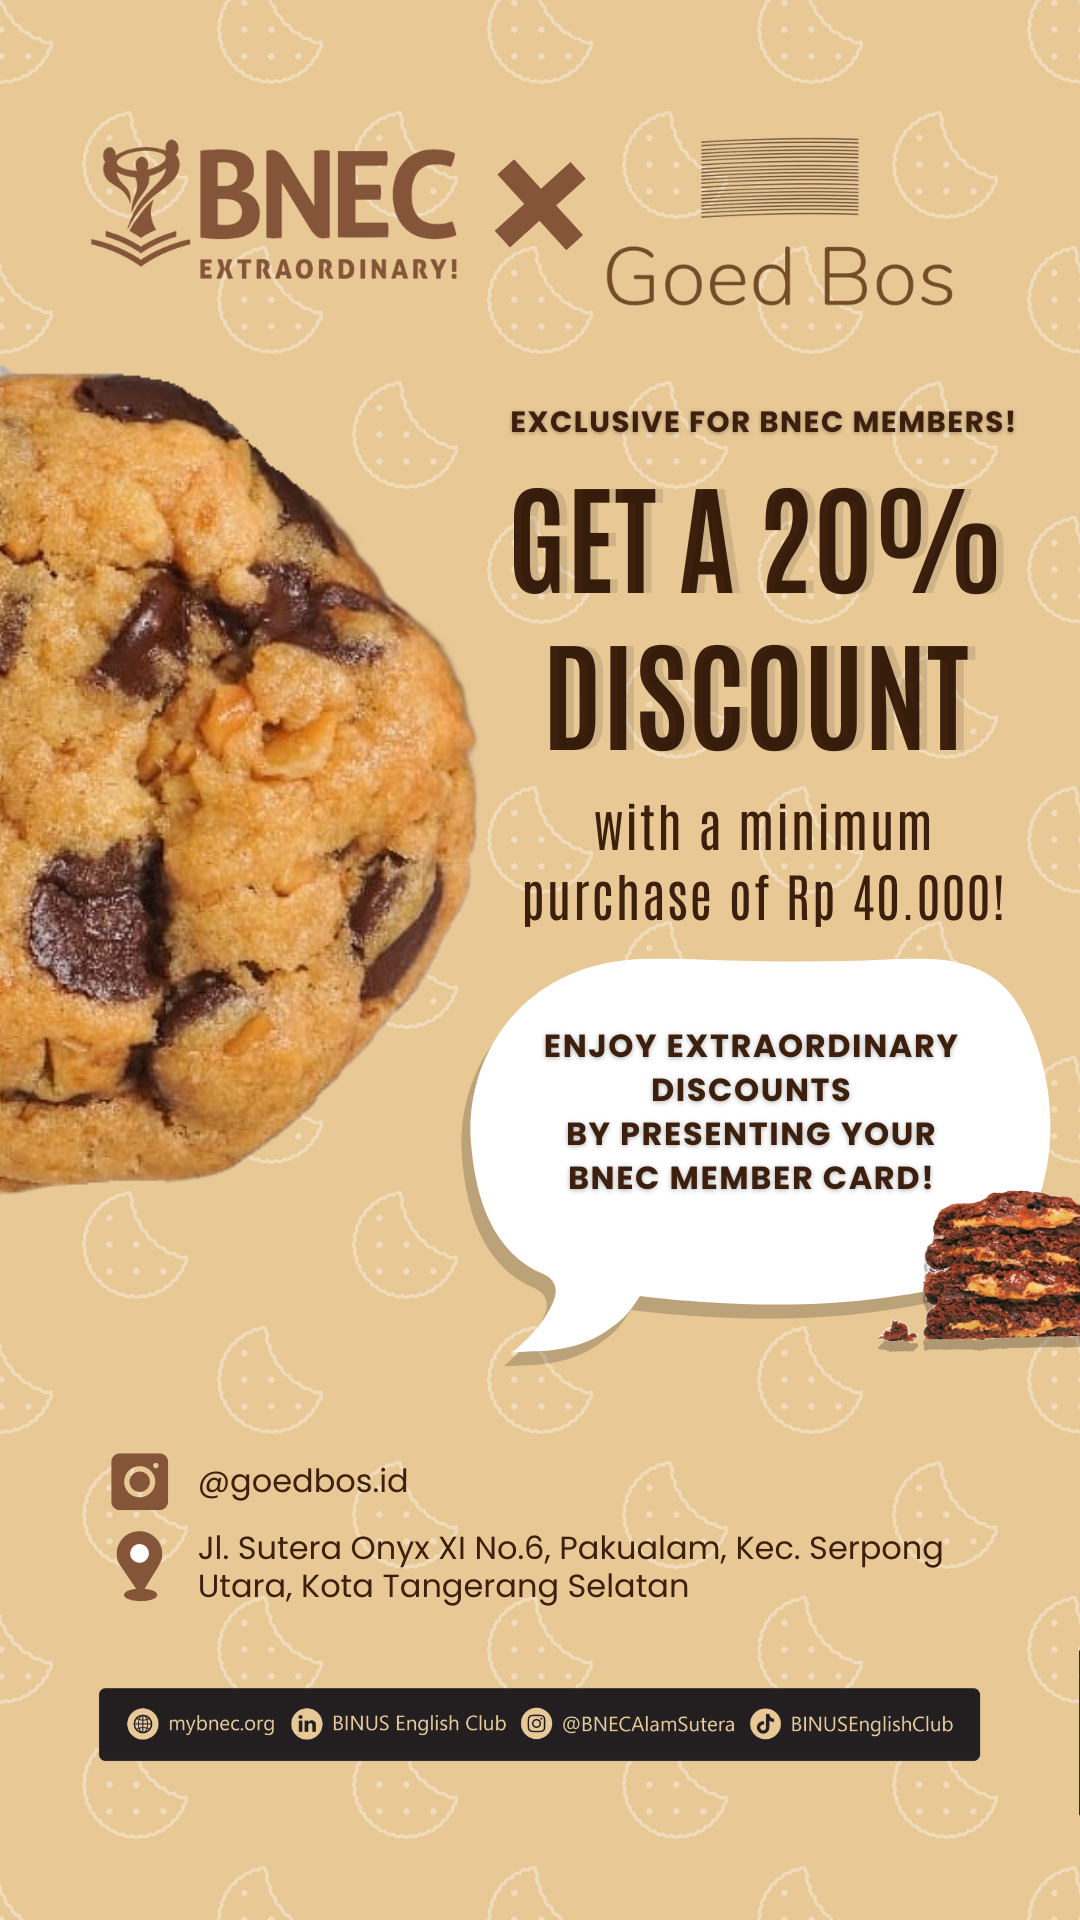 BNEC
EXTRAORDINARY!
Goed Bos
EXCLUSIVE FOR BNEC MEMBERS!
GET A 20%
DISCOUNT
with a minimum
purchase of Rp 40.000!
ENJOY EXTRAORDINARY
DISCOUNTS
BY PRESENTING YOUR
BNEC MEMBER CARD!
@goedbos.id
Jl. Sutera Onyx XI No.6, Pakualam, Kec. Serpong
Utara, Kota Tangerang Selatan
mybnec.org BINUS English Club @BNECAlamSutera BINUSEnglishClub